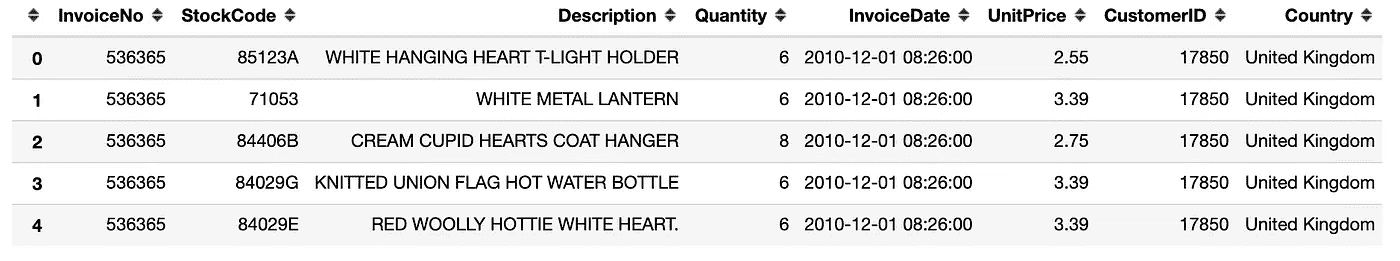 InvoiceNo StockCode Description Quantity InvoiceDate UnitPrice CustomerID Country
0 536365 85123A WHITE HANGING HEART T-LIGHT HOLDER 6 2010-12-01 08:26:00 2.55 17850 United Kingdom
1 536365 71053 WHITE METAL LANTERN 6 2010-12-01 08:26:00 3.39 17850 United Kingdom
2 536365 84406B CREAM CUPID HEARTS COAT HANGER 8 2010-12-01 08:26:00 2.75 17850 United Kingdom
3 536365 84029G KNITTED UNION FLAG HOT WATER BOTTLE 6 2010-12-01 08:26:00 3.39 17850 United Kingdom
4 536365 84029E RED WOOLLY HOTTIE WHITE HEART. 6 2010-12-01 08:26:00 3.39 17850 United Kingdom